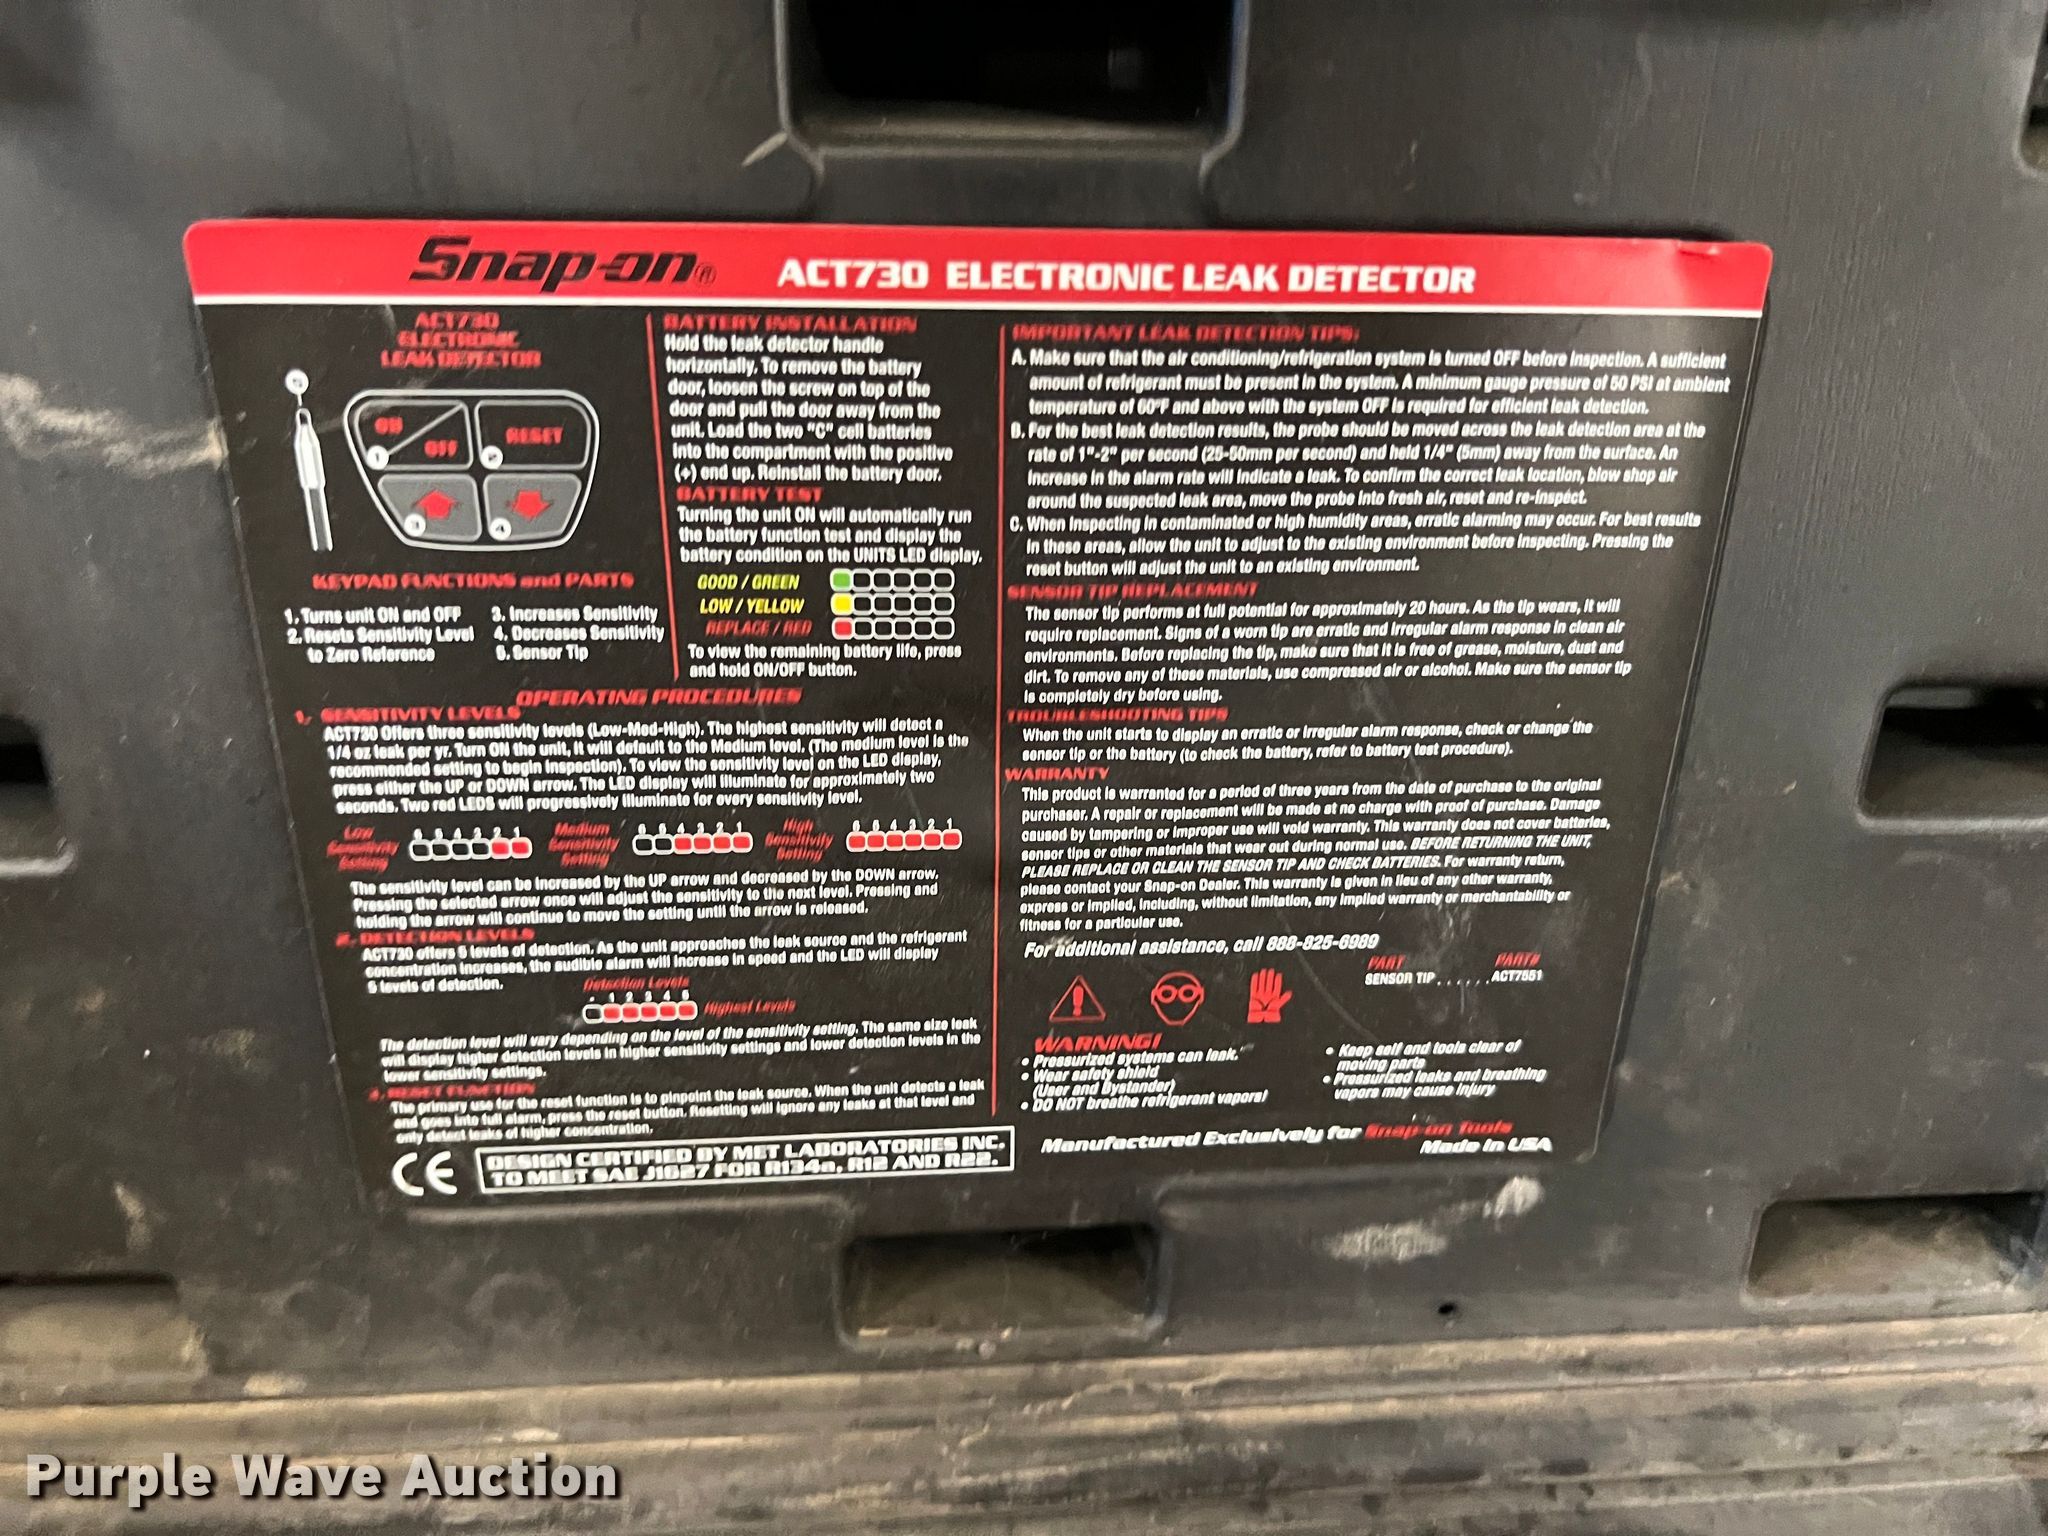 Snap-on® ACT730 ELECTRONIC LEAK DETECTOR
ACT730
ELECTRONIC
LEAK DETECTOR
5
ON
OFF
1
RESET
2
3
4
KEYPAD FUNCTIONS and PARTS
1. Turns unit ON and OFF
2. Resets Sensitivity Level
to Zero Reference
3. Increases Sensitivity
4. Decreases Sensitivity
5. Sensor Tip
BATTERY INSTALLATION
Hold the leak detector handle
horizontally. To remove the battery
door, loosen the screw on top of the
door and pull the door away from the
unit. Load the two "C" cell batteries
into the compartment with the positive
(+) end up. Reinstall the battery door.
BATTERY TEST
Turning the unit ON will automatically run
the battery function test and display the
battery condition on the UNITS LED display.
GOOD / GREEN
LOW / YELLOW
REPLACE / RED
To view the remaining battery life, press
and hold ON/OFF button.
OPERATING PROCEDURES
1. SENSITIVITY LEVELS
ACT730 Offers three sensitivity levels (Low-Med-High). The highest sensitivity will detect a
1/4 oz leak per yr. Turn ON the unit, it will default to the Medium level. (The medium level is the
recommended setting to begin inspection). To view the sensitivity level on the LED display,
press either the UP or DOWN arrow. The LED display will illuminate for approximately two
seconds. Two red LEDS will progressively illuminate for every sensitivity level.
Low
Sensitivity
Setting
6 5 4 3 2 1
Medium
Sensitivity
Setting
6 5 4 3 2 1
High
Sensitivity
Setting
6 5 4 3 2 1
The sensitivity level can be increased by the UP arrow and decreased by the DOWN arrow.
Pressing the selected arrow once will adjust the sensitivity to the next level. Pressing and
holding the arrow will continue to move the setting until the arrow is released.
2. DETECTION LEVELS
ACT730 offers 5 levels of detection. As the unit approaches the leak source and the refrigerant
concentration increases, the audible alarm will increase in speed and the LED will display
5 levels of detection.
Detection Levels
- 1 2 3 4 5
Highest Levels
The detection level will vary depending on the level of the sensitivity setting. The same size leak
will display higher detection levels in higher sensitivity settings and lower detection levels in the
lower sensitivity settings.
RESET FUNCTION
The primary use for the reset function is to pinpoint the leak source. When the unit detects a leak
and goes into full alarm, press the reset button. Resetting will ignore any leaks at that level and
only detect leaks of higher concentration.
CE
DESIGN CERTIFIED BY MET LABORATORIES INC.
TO MEET SAE J1627 FOR R134a, R12 AND R22.
IMPORTANT LEAK DETECTION TIPS:
A. Make sure that the air conditioning/refrigeration system is turned OFF before inspection. A sufficient
amount of refrigerant must be present in the system. A minimum gauge pressure of 50 PSI at ambient
temperature of 60°F and above with the system OFF is required for efficient leak detection.
B. For the best leak detection results, the probe should be moved across the leak detection area at the
rate of 1"-2" per second (25-50mm per second) and held 1/4" (5mm) away from the surface. An
increase in the alarm rate will indicate a leak. To confirm the correct leak location, blow shop air
around the suspected leak area, move the probe into fresh air, reset and re-inspect.
C. When inspecting in contaminated or high humidity areas, erratic alarming may occur. For best results
in these areas, allow the unit to adjust to the existing environment before inspecting. Pressing the
reset button will adjust the unit to an existing environment.
SENSOR TIP REPLACEMENT
The sensor tip performs at full potential for approximately 20 hours. As the tip wears, it will
require replacement. Signs of a worn tip are erratic and irregular alarm response in clean air
environments. Before replacing the tip, make sure that it is free of grease, moisture, dust and
dirt. To remove any of these materials, use compressed air or alcohol. Make sure the sensor tip
is completely dry before using.
TROUBLESHOOTING TIPS
When the unit starts to display an erratic or irregular alarm response, check or change the
sensor tip or the battery (to check the battery, refer to battery test procedure).
WARRANTY
This product is warranted for a period of three years from the date of purchase to the original
purchaser. A repair or replacement will be made at no charge with proof of purchase. Damage
caused by tampering or improper use will void warranty. This warranty does not cover batteries,
sensor tips or other materials that wear out during normal use. BEFORE RETURNING THE UNIT,
PLEASE REPLACE OR CLEAN THE SENSOR TIP AND CHECK BATTERIES. For warranty return,
please contact your Snap-on Dealer. This warranty is given in lieu of any other warranty,
express or implied, including, without limitation, any implied warranty or merchantability or
fitness for a particular use.
For additional assistance, call 888-825-6989
PART PART#
SENSOR TIP......ACT7551
WARNING!
• Pressurized systems can leak.
• Wear safety shield
(User and Bystander)
• DO NOT breathe refrigerant vapors!
• Keep self and tools clear of
moving parts
• Pressurized leaks and breathing
vapors may cause injury
Manufactured Exclusively for Snap-on Tools
Made in USA
Purple Wave Auction